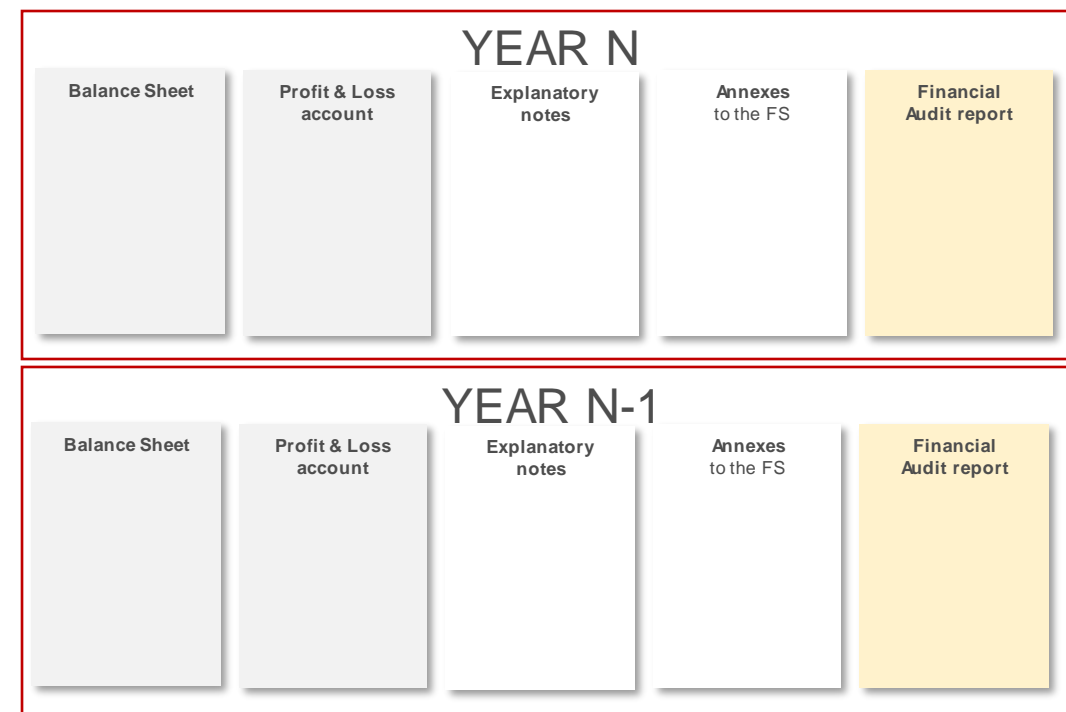 YEAR N
Balance Sheet
Profit & Loss
account
Explanatory
notes
Annexes
to the FS
Financial
Audit report
YEAR N-1
Balance Sheet
Profit & Loss
account
Explanatory
notes
Annexes
to the FS
Financial
Audit report